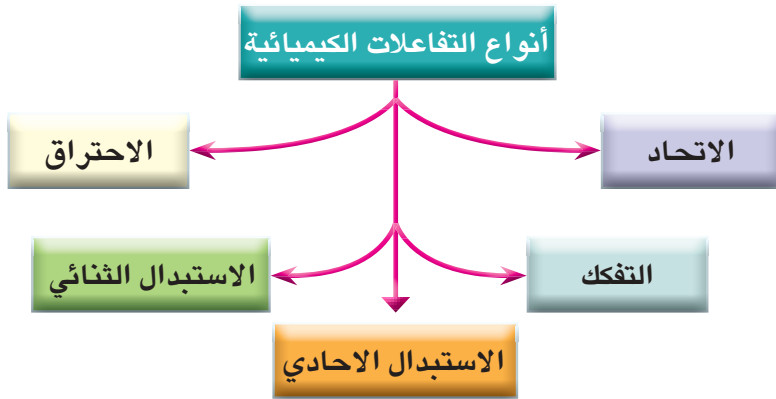 أنواع التفاعلات الكيميائية
الاتحاد
الاحتراق
التفكك
الاستبدال الثنائي
الاستبدال الاحادي